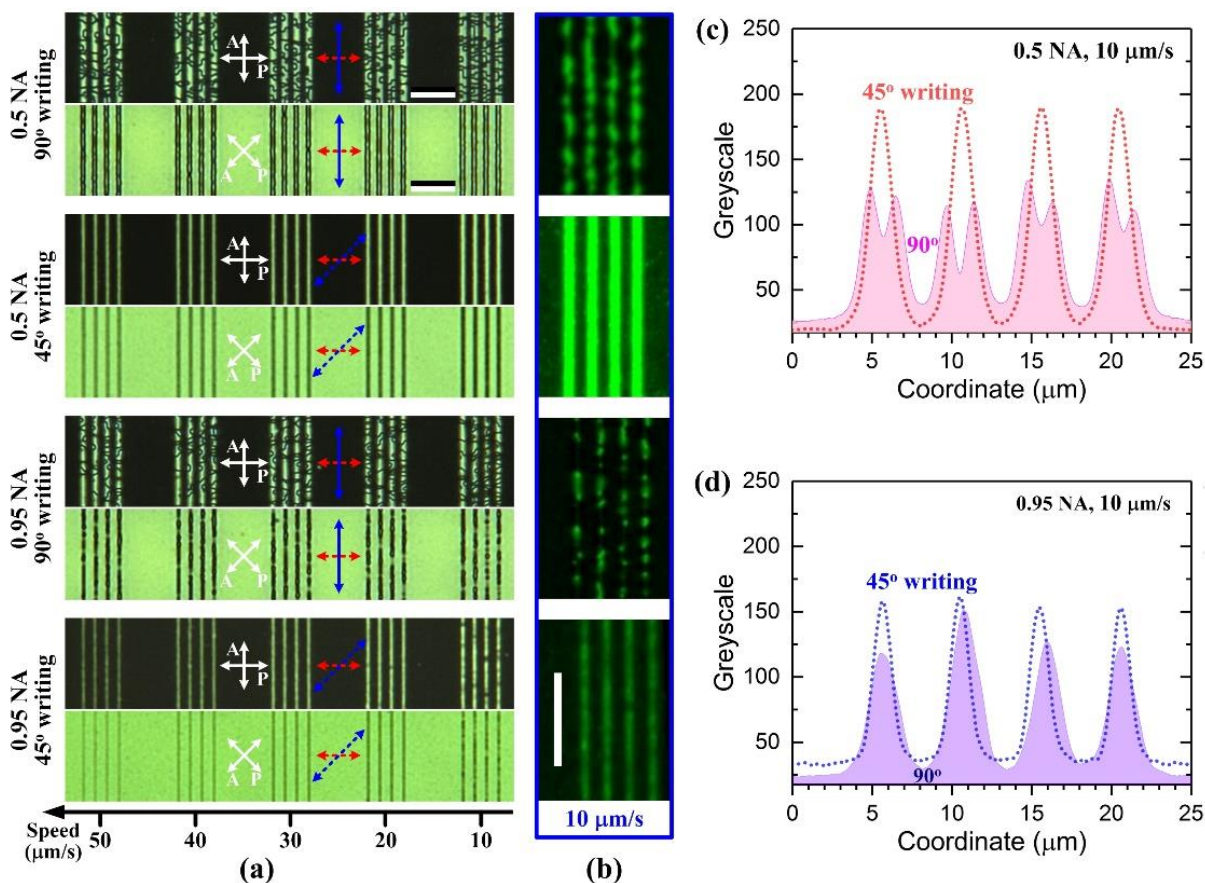 0.5 NA
90° writing
A
P
A
P
0.5 NA
45° writing
A
P
A
P
0.95 NA
90° writing
A
P
A
P
0.95 NA
45° writing
A
P
A
P
Speed
(μm/s)
50
40
30
20
10
(a)
10 μm/s
(b)
(c)
250
200
150
100
50
Greyscale
0.5 NA, 10 μm/s
45° writing
90°
0
5
10
15
20
25
Coordinate (μm)
(d)
250
200
150
100
50
Greyscale
0.95 NA, 10 μm/s
45° writing
90°
0
5
10
15
20
25
Coordinate (μm)